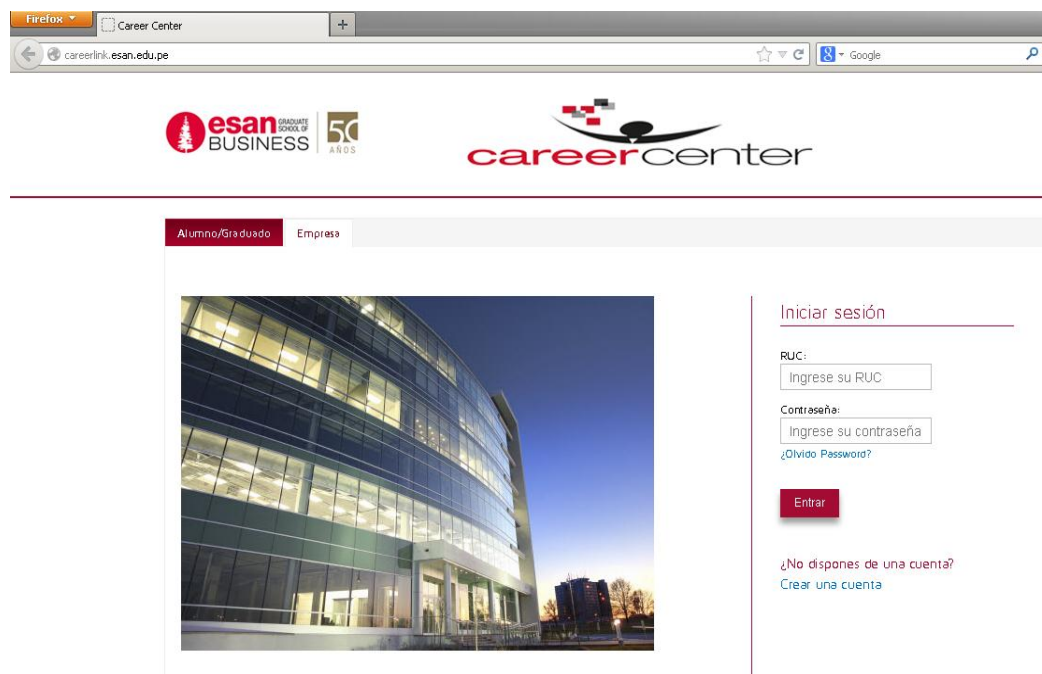 Firefox
Career Center
careerlink.esan.edu.pe
Google
esan GRADUATE SCHOOL OF BUSINESS
50 AÑOS
careercenter
Alumno/Graduado Empresa
Iniciar sesión
RUC:
Ingrese su RUC
Contraseña:
Ingrese su contraseña
¿Olvido Password?
Entrar
¿No dispones de una cuenta?
Crear una cuenta